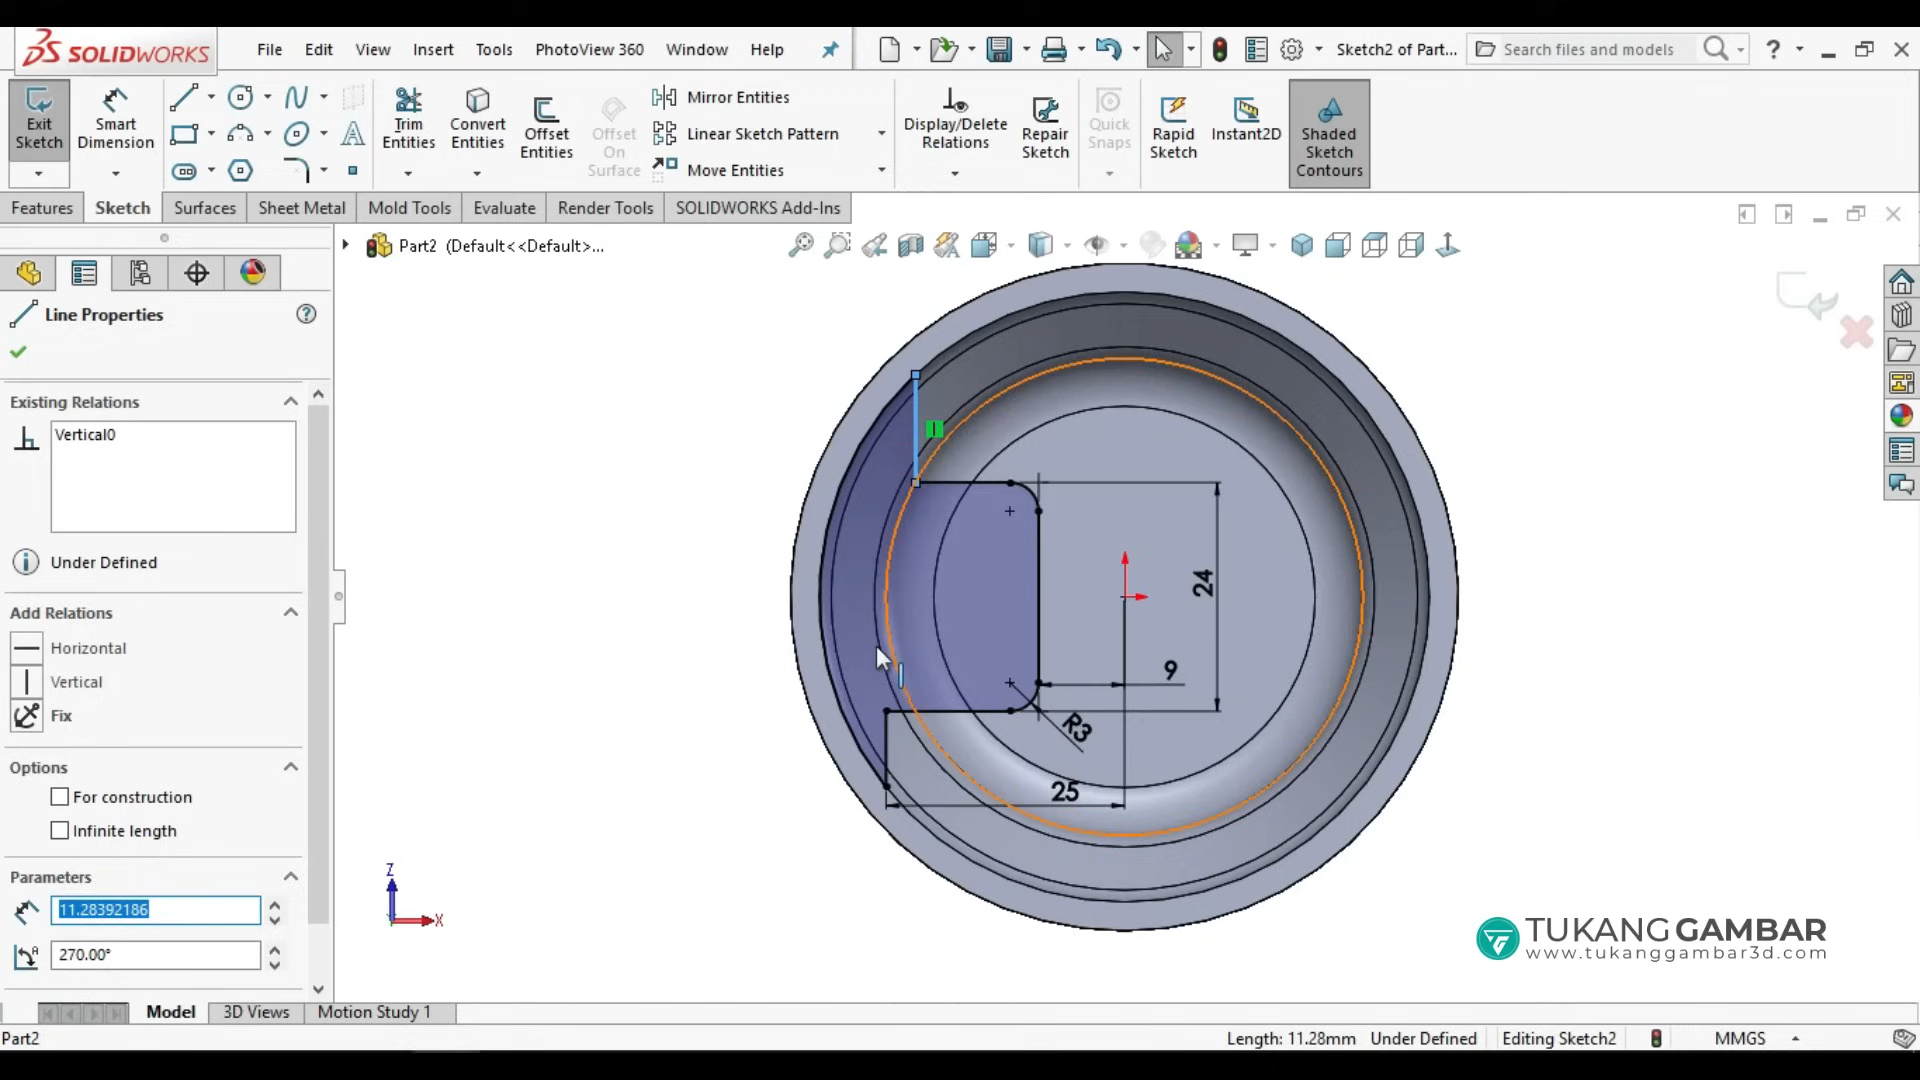 SOLIDWORKS
File Edit View Insert Tools PhotoView 360 Window Help
Sketch2 of Part...
Search files and models
Exit Sketch
Smart Dimension
Trim Entities
Convert Entities
Offset Entities
Offset On Surface
Mirror Entities
Linear Sketch Pattern
Move Entities
Display/Delete Relations
Repair Sketch
Quick Snaps
Rapid Sketch
Instant2D
Shaded Sketch Contours
Features Sketch Surfaces Sheet Metal Mold Tools Evaluate Render Tools SOLIDWORKS Add-Ins
Part2 (Default<<Default>...
Line Properties
Existing Relations
Vertical0
Under Defined
Add Relations
Horizontal
Vertical
Fix
Options
For construction
Infinite length
Parameters
11.28392186
270.00°
24
9
R3
25
Z
X
TUKANG GAMBAR
www.tukanggambar3d.com
Model 3D Views Motion Study 1
Part2
Length: 11.28mm Under Defined Editing Sketch2 MMGS